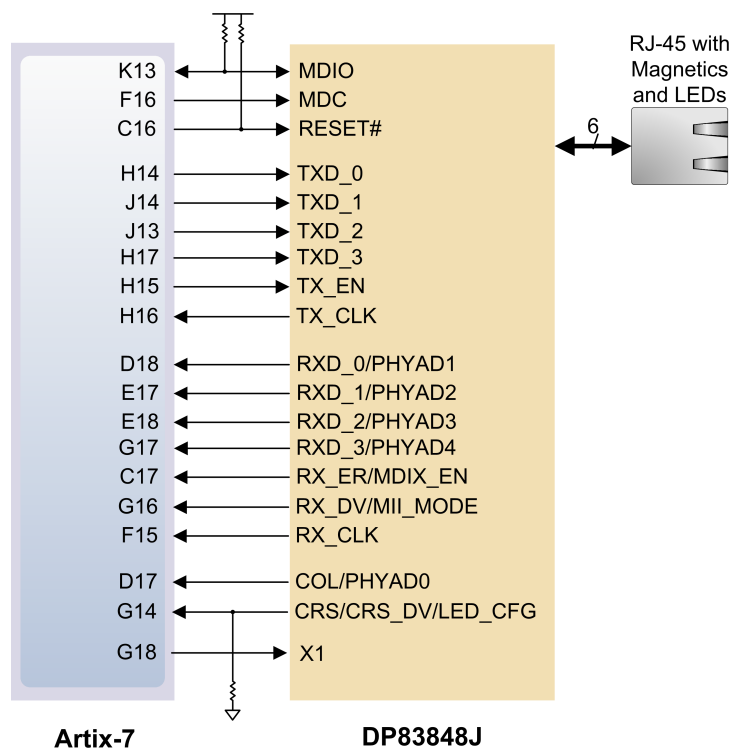 RJ-45 with
Magnetics
and LEDs
6
K13 MDIO
F16 MDC
C16 RESET#
H14 TXD_0
J14 TXD_1
J13 TXD_2
H17 TXD_3
H15 TX_EN
H16 TX_CLK
D18 RXD_0/PHYAD1
E17 RXD_1/PHYAD2
E18 RXD_2/PHYAD3
G17 RXD_3/PHYAD4
C17 RX_ER/MDIX_EN
G16 RX_DV/MII_MODE
F15 RX_CLK
D17 COL/PHYAD0
G14 CRS/CRS_DV/LED_CFG
G18 X1
Artix-7 DP83848J